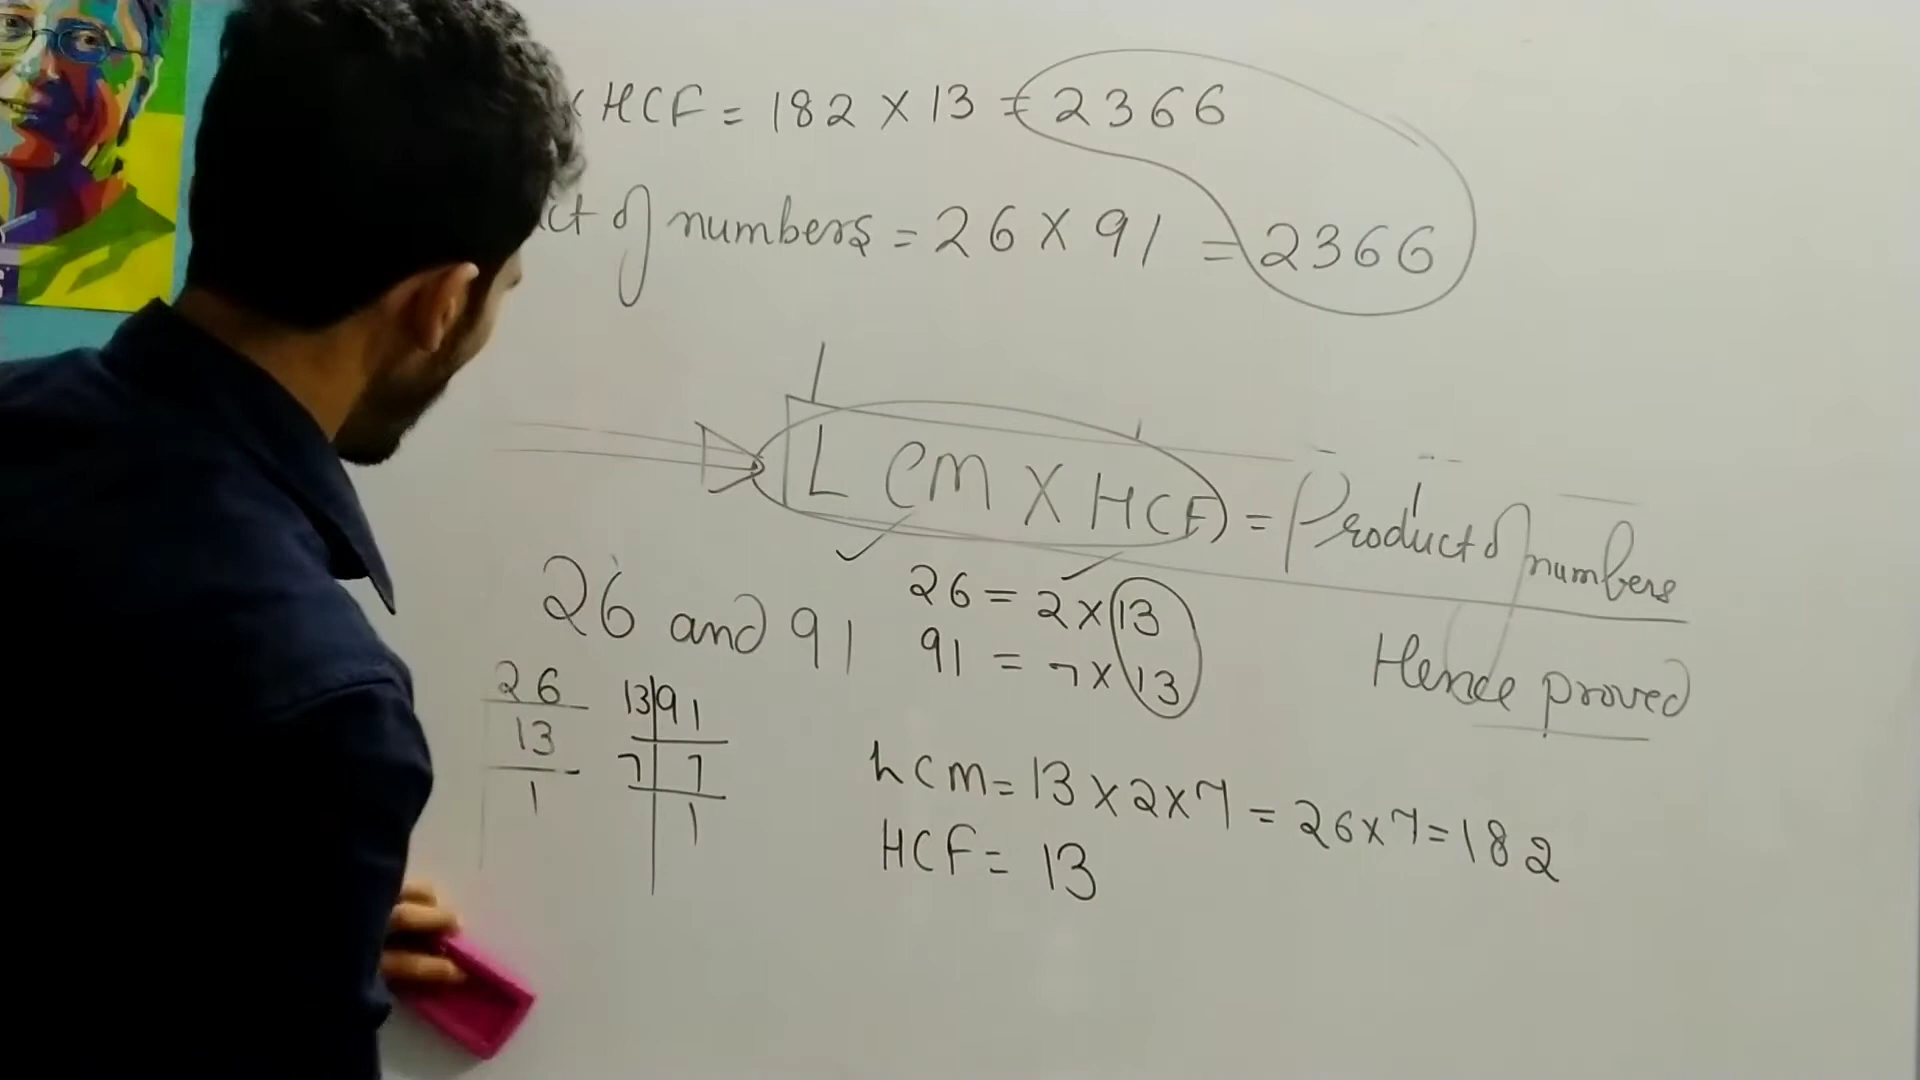 × HCF = 182 × 13 = 2366
ct of numbers = 26 × 91 = 2366
LCM × HCF = Product of numbers
26 and 91
26 = 2 × 13
91 = 7 × 13
Hence proved
26
13
1
13 | 91
7 | 7
1
LCM = 13 × 2 × 7 = 26 × 7 = 182
HCF = 13